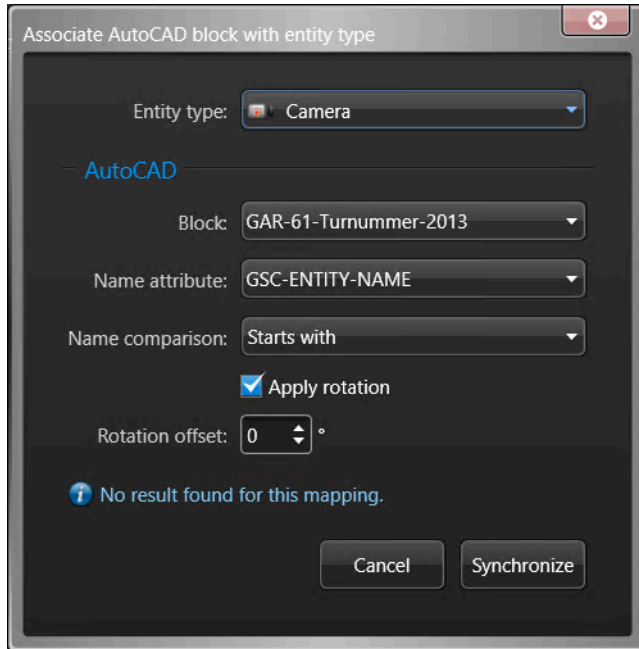 Associate AutoCAD block with entity type
Entity type: Camera
AutoCAD
Block: GAR-61-Turnummer-2013
Name attribute: GSC-ENTITY-NAME
Name comparison: Starts with
Apply rotation
Rotation offset: 0 °
No result found for this mapping.
Cancel Synchronize